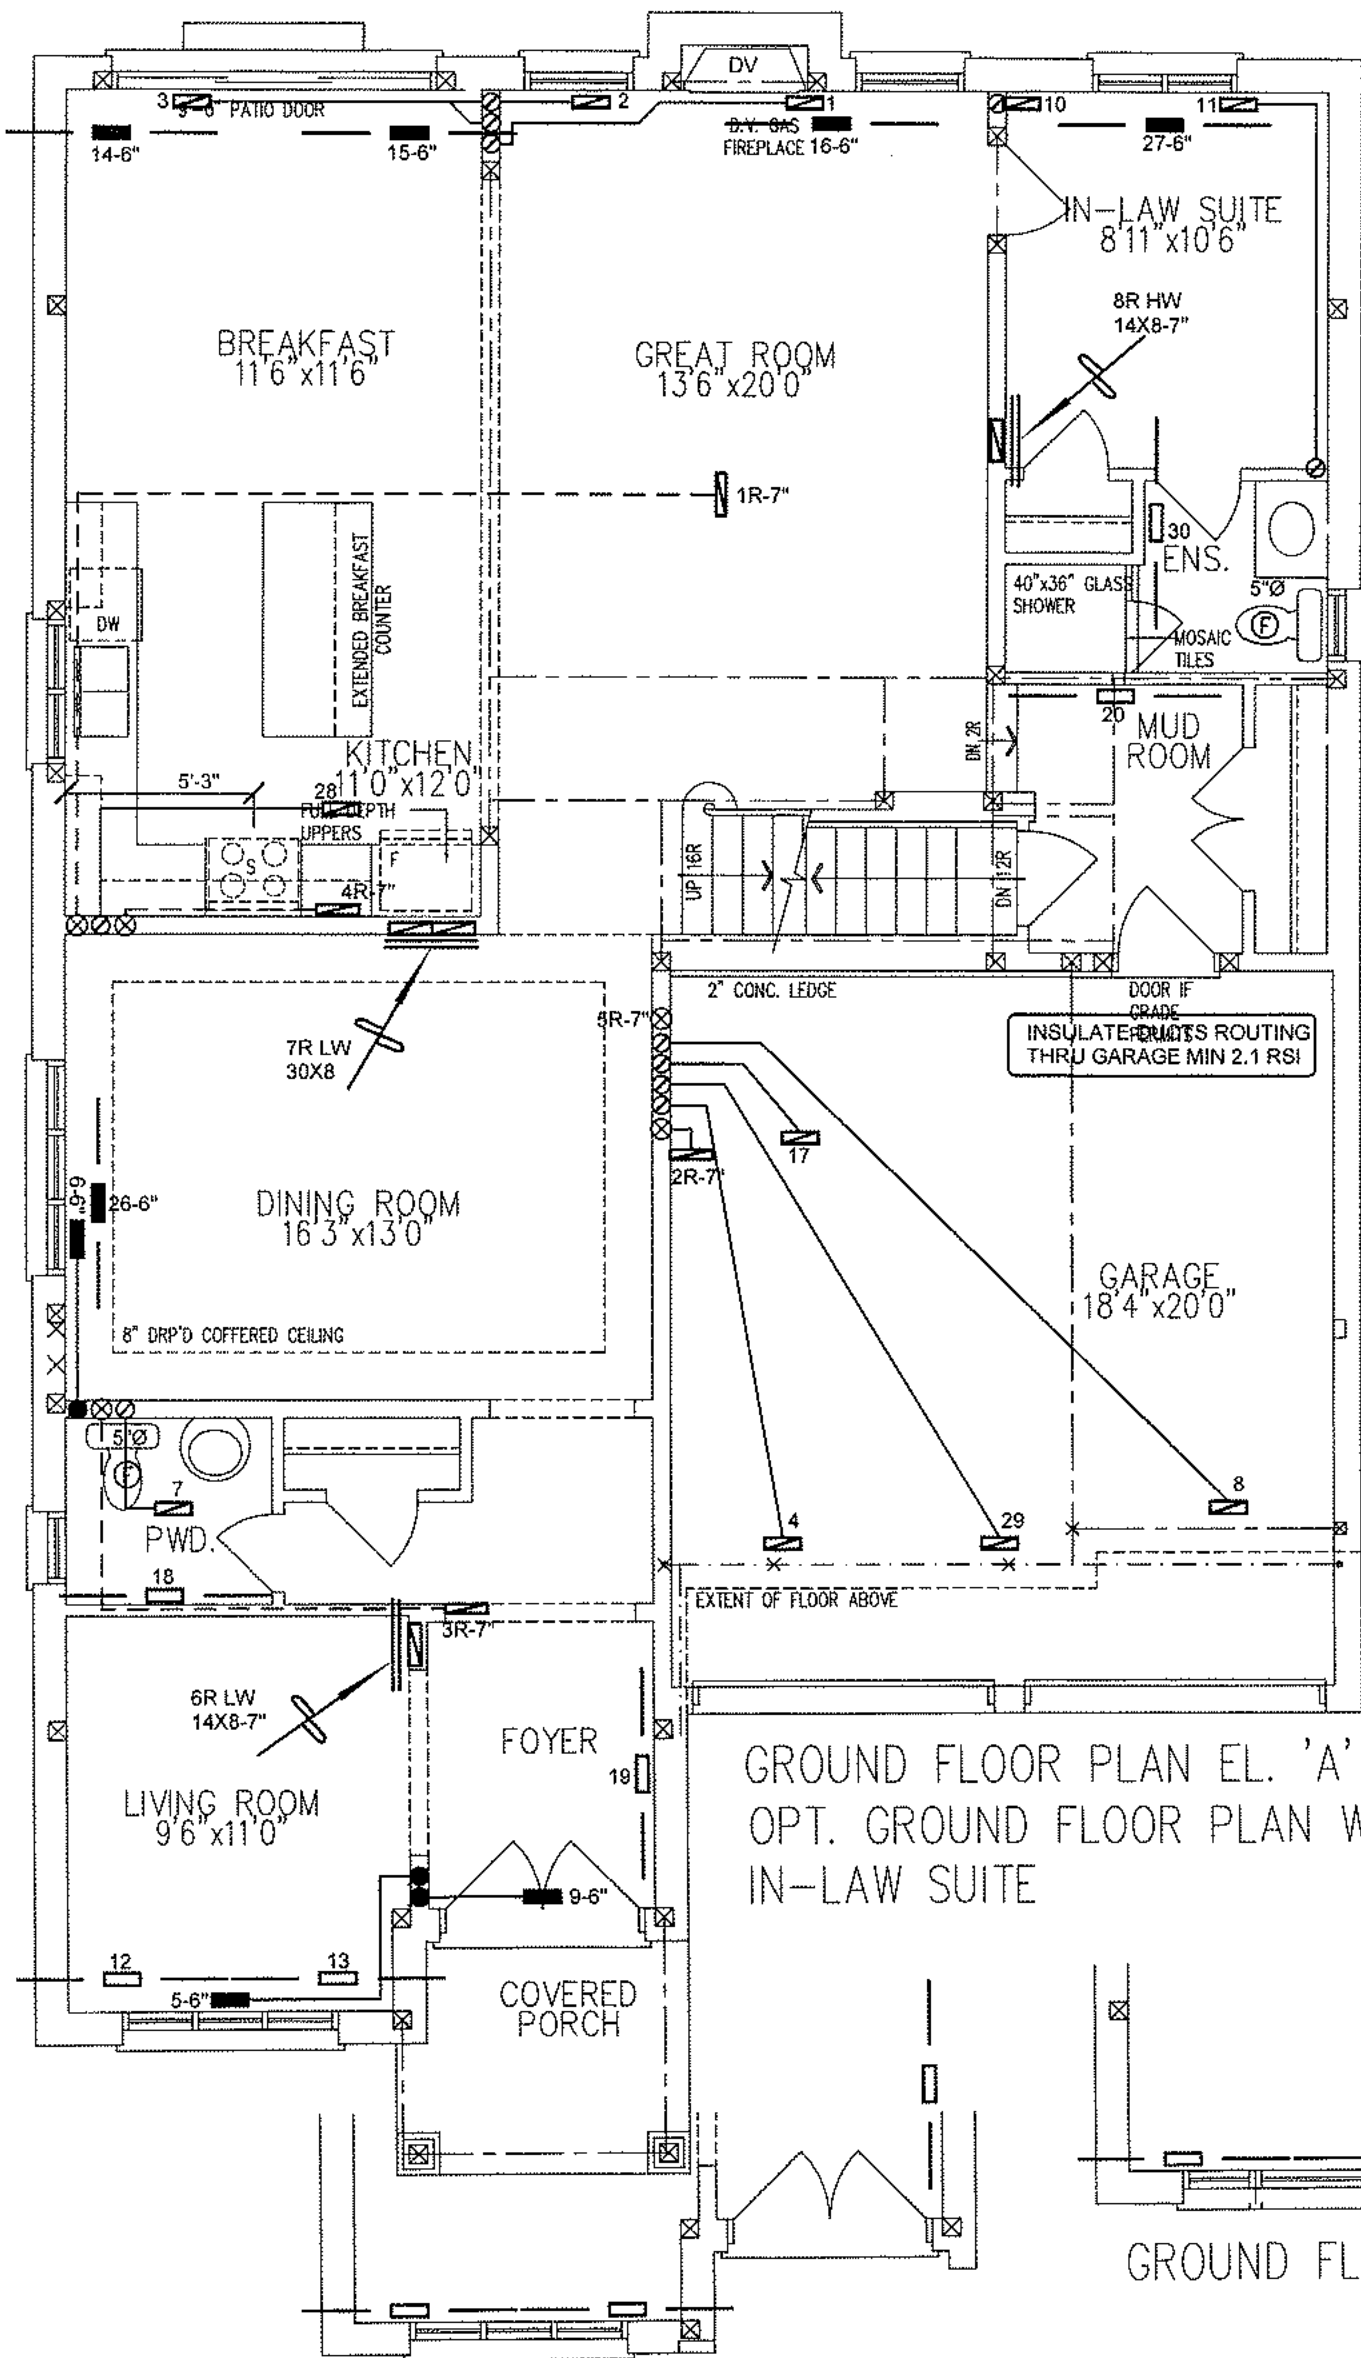 DV
3
2
1
10
11
PATIO DOOR
14-6"
15-6"
D.V. GAS
FIREPLACE 16-6"
27-6"
IN-LAW SUITE
8'11"x10'6"
8R HW
14X8-7"
BREAKFAST
11'6"x11'6"
GREAT ROOM
13'6"x20'0"
1R-7"
30
ENS.
EXTENDED BREAKFAST
COUNTER
40"x36" GLASS
SHOWER
5"Ø
F
DW
MOSAIC
TILES
20
MUD
ROOM
DN 2R
KITCHEN
11'0"x12'0"
5'-3"
28
FULL DEPTH
UPPERS
S
F
4R-7"
UP 16R
DN 12R
2" CONC. LEDGE
DOOR IF
GRADE
PERMITS
INSULATE DUCTS ROUTING
THRU GARAGE MIN 2.1 RSI
5R-7"
7R LW
30X8
17
2R-7"
6-6"
26-6"
DINING ROOM
16'3"x13'0"
GARAGE
18'4"x20'0"
8" DRP'D COFFERED CEILING
5"Ø
F
7
PWD.
4
29
8
18
EXTENT OF FLOOR ABOVE
3R-7"
6R LW
14X8-7"
FOYER
19
LIVING ROOM
9'6"x11'0"
9-6"
GROUND FLOOR PLAN EL. 'A'
OPT. GROUND FLOOR PLAN W
IN-LAW SUITE
12
13
5-6"
COVERED
PORCH
GROUND FL